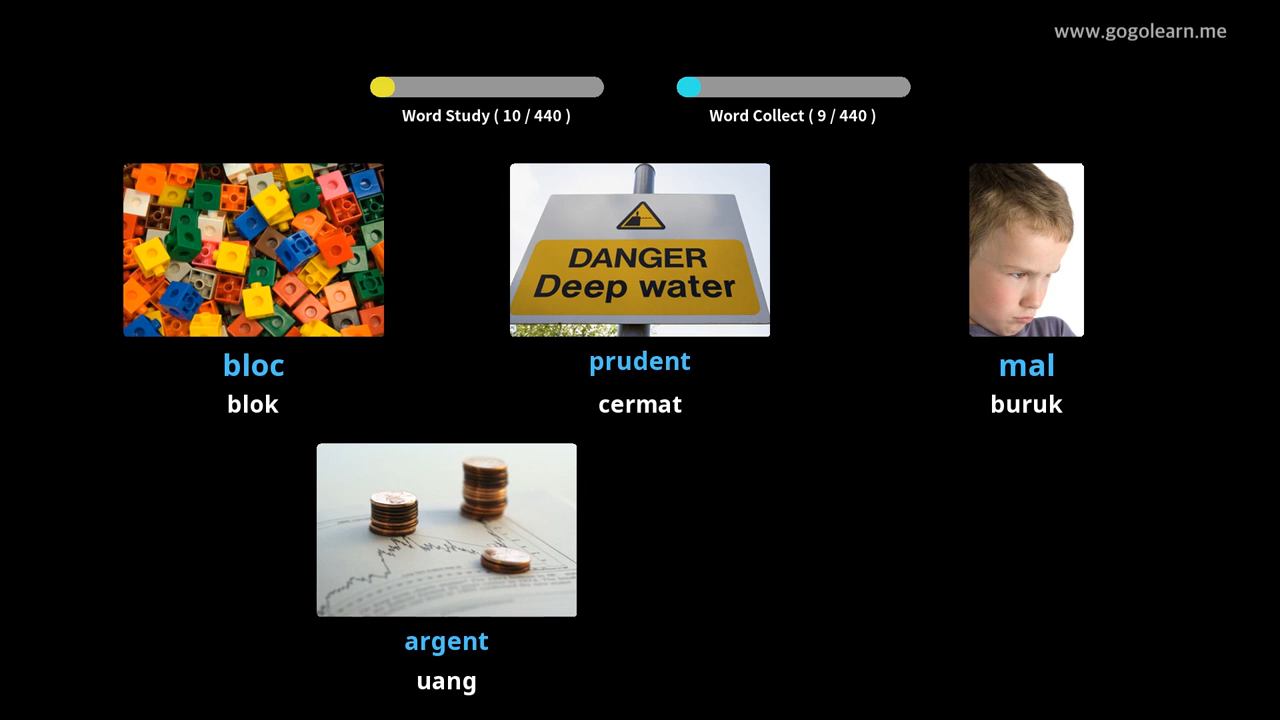 www.gogolearn.me
Word Study ( 10 / 440 )
Word Collect ( 9 / 440 )
DANGER
Deep water
bloc
blok
prudent
cermat
mal
buruk
argent
uang